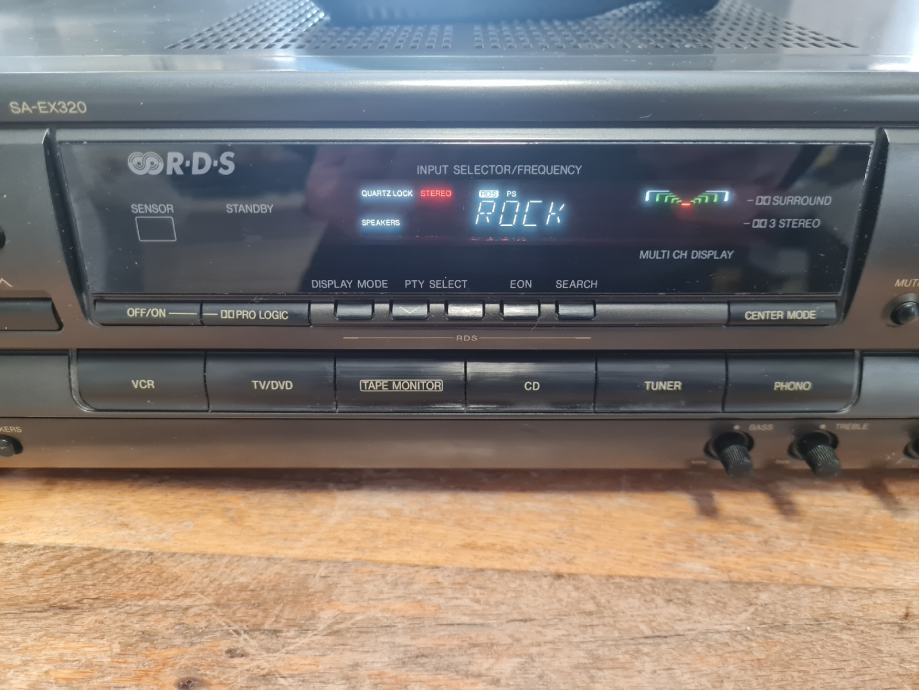 SA-EX320
R·D·S
INPUT SELECTOR/FREQUENCY
QUARTZ LOCK STEREO RDS PS
SENSOR STANDBY
ROCK
SPEAKERS
SURROUND
3 STEREO
MULTI CH DISPLAY
DISPLAY MODE PTY SELECT EON SEARCH
MUTI
OFF/ON PRO LOGIC CENTER MODE
RDS
VCR TV/DVD TAPE MONITOR CD TUNER PHONO
KERS BASS TREBLE